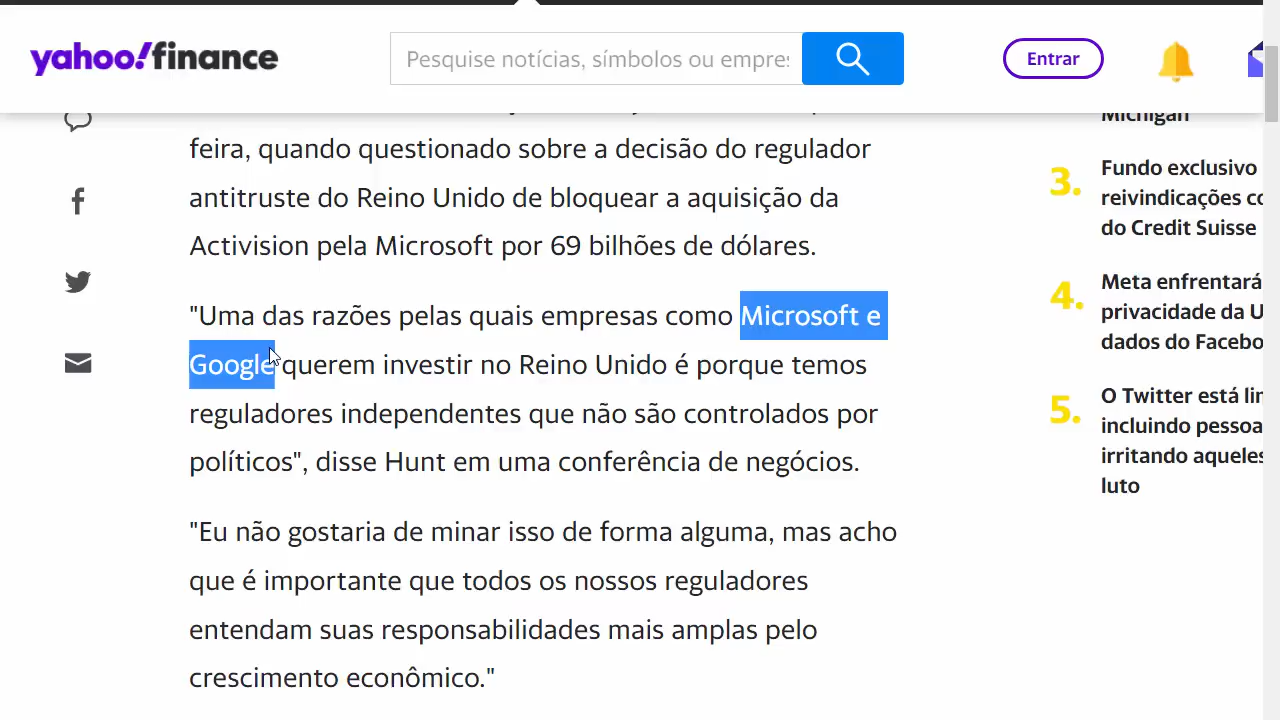 yahoo!finance
Pesquise notícias, símbolos ou empres
Entrar
feira, quando questionado sobre a decisão do regulador
antitruste do Reino Unido de bloquear a aquisição da
Activision pela Microsoft por 69 bilhões de dólares.
"Uma das razões pelas quais empresas como Microsoft e
Google querem investir no Reino Unido é porque temos
reguladores independentes que não são controlados por
políticos", disse Hunt em uma conferência de negócios.
"Eu não gostaria de minar isso de forma alguma, mas acho
que é importante que todos os nossos reguladores
entendam suas responsabilidades mais amplas pelo
crescimento econômico."
Michigan
3. Fundo exclusivo
reivindicações co
do Credit Suisse
4. Meta enfrentará
privacidade da U
dados do Facebo
5. O Twitter está lin
incluindo pessoa
irritando aqueles
luto